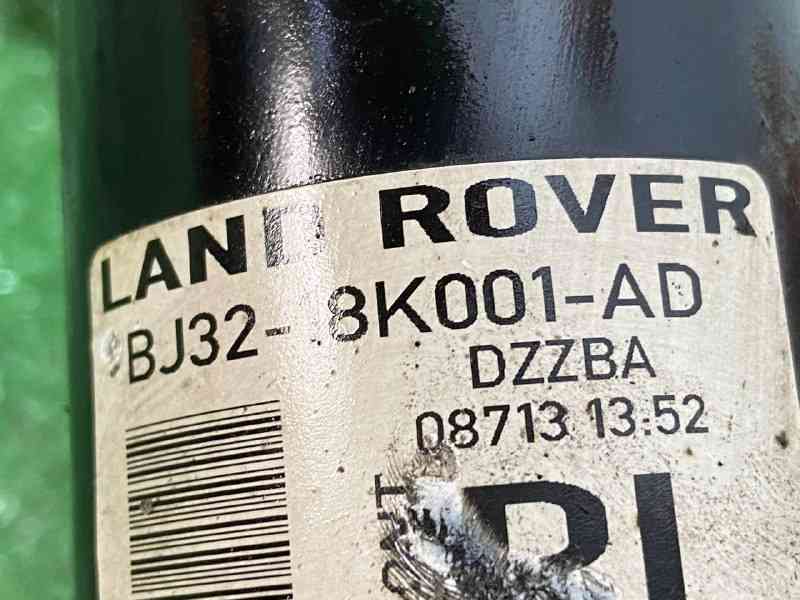 LAND ROVER
BJ32- 8K001-AD
DZZBA
08713 13:52